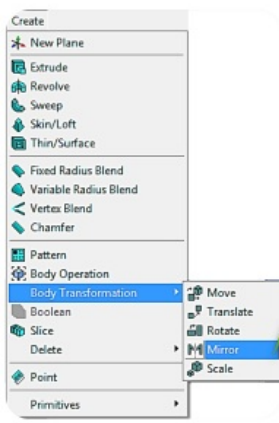 Create
New Plane
Extrude
Revolve
Sweep
Skin/Loft
Thin/Surface
Fixed Radius Blend
Variable Radius Blend
Vertex Blend
Chamfer
Pattern
Body Operation
Body Transformation
Boolean
Slice
Delete
Point
Primitives
Move
Translate
Rotate
Mirror
Scale